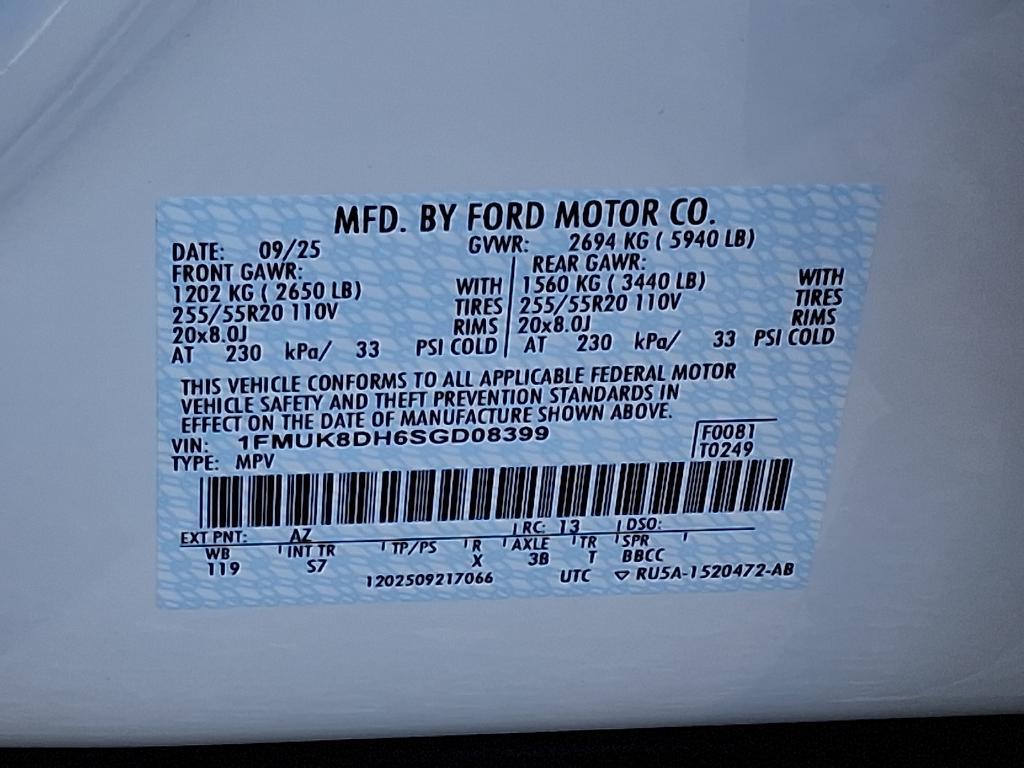 MFD. BY FORD MOTOR CO.
DATE: 09/25 GVWR: 2694 KG ( 5940 LB)
FRONT GAWR: REAR GAWR:
1202 KG ( 2650 LB) WITH 1560 KG ( 3440 LB) WITH
255/55R20 110V TIRES 255/55R20 110V TIRES
20x8.0J RIMS 20x8.0J RIMS
AT 230 kPa/ 33 PSI COLD AT 230 kPa/ 33 PSI COLD
THIS VEHICLE CONFORMS TO ALL APPLICABLE FEDERAL MOTOR
VEHICLE SAFETY AND THEFT PREVENTION STANDARDS IN
EFFECT ON THE DATE OF MANUFACTURE SHOWN ABOVE.
VIN: 1FMUK8DH6SGD08399 F0081
TYPE: MPV T0249
EXT PNT: AZ RC: 13 DSO:
WB INT TR TP/PS R AXLE TR SPR
119 S7 X 3B T BBCC
1202509217066 UTC ▽ RU5A-1520472-AB